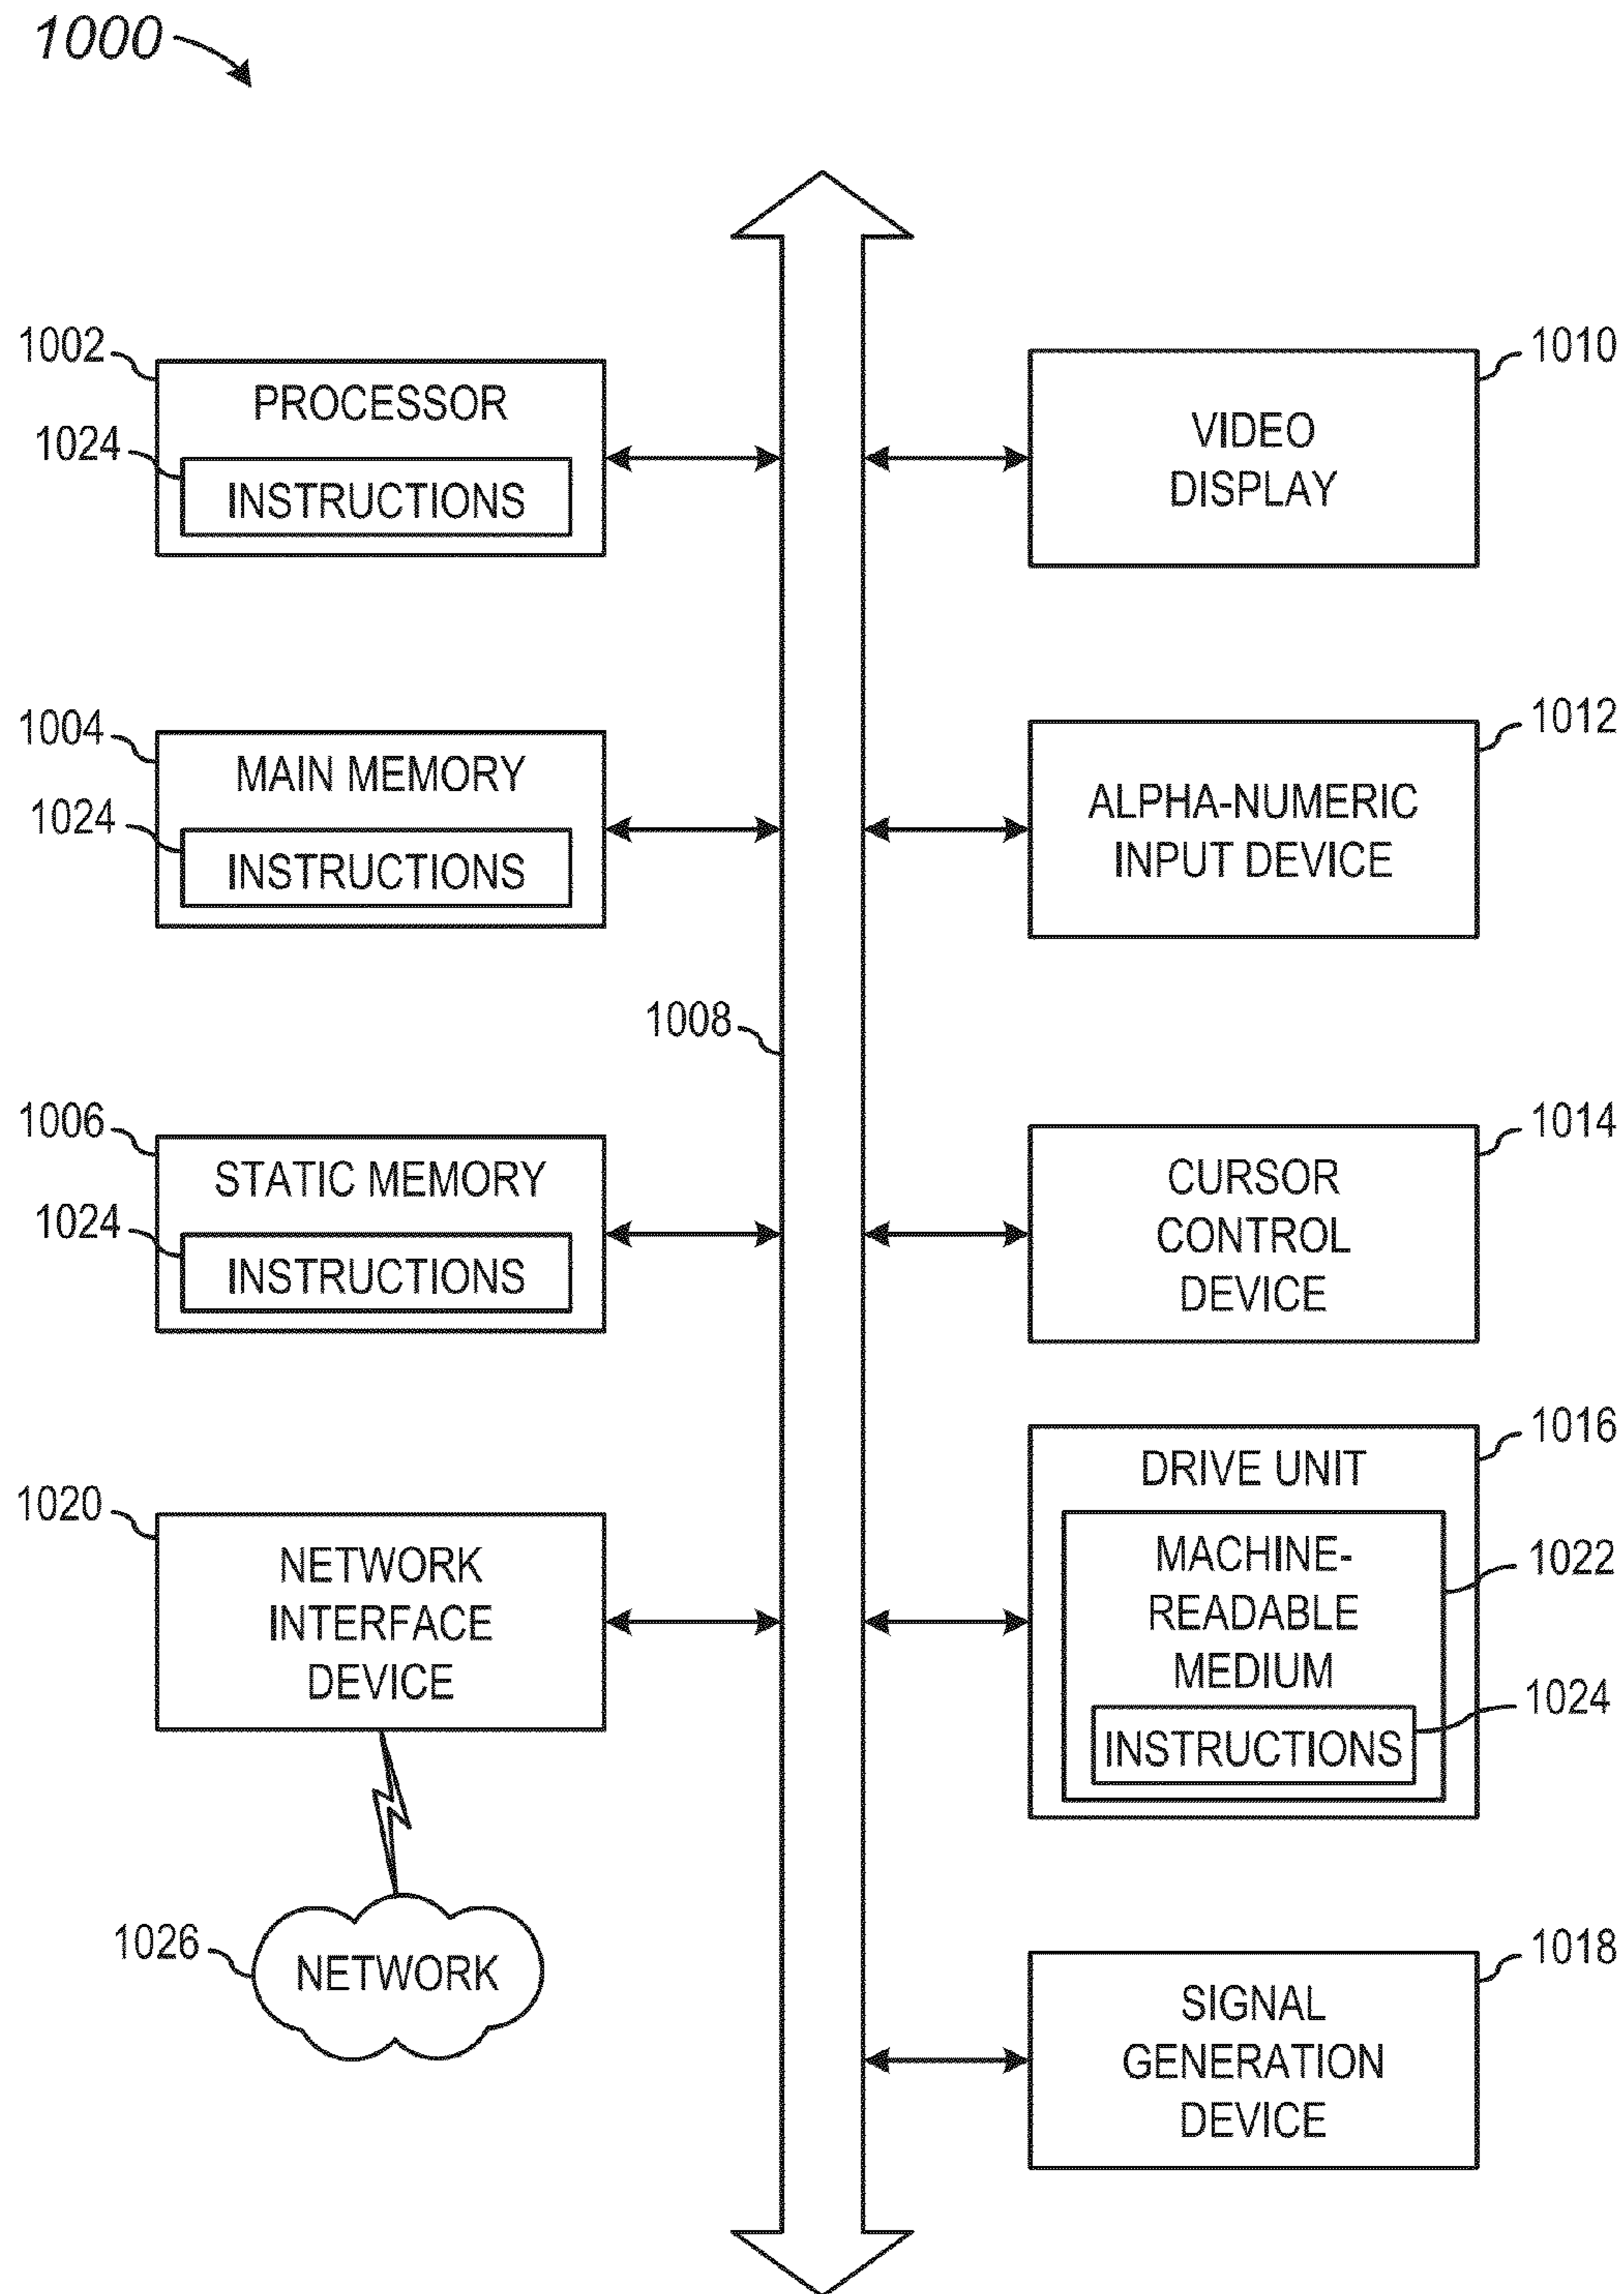 1000
1002
PROCESSOR
1024
INSTRUCTIONS
1010
VIDEO
DISPLAY
1004
MAIN MEMORY
1024
INSTRUCTIONS
1012
ALPHA-NUMERIC
INPUT DEVICE
1008
1006
STATIC MEMORY
1024
INSTRUCTIONS
1014
CURSOR
CONTROL
DEVICE
1020
NETWORK
INTERFACE
DEVICE
1016
DRIVE UNIT
1022
MACHINE-
READABLE
MEDIUM
1024
INSTRUCTIONS
1026
NETWORK
1018
SIGNAL
GENERATION
DEVICE